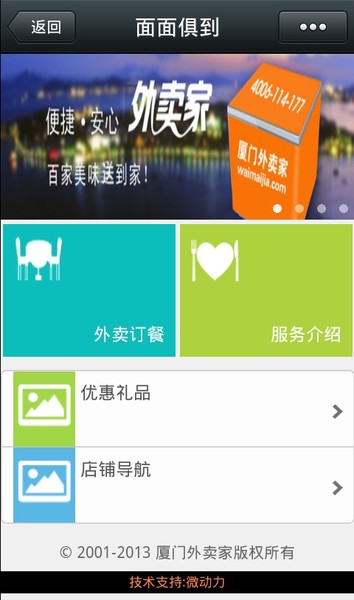 返回
面面俱到
便捷·安心 外卖家
百家美味送到家！
4006-114-177
厦门外卖家
waimaijia.com
外卖订餐
服务介绍
优惠礼品
店铺导航
© 2001-2013 厦门外卖家版权所有
技术支持:微动力